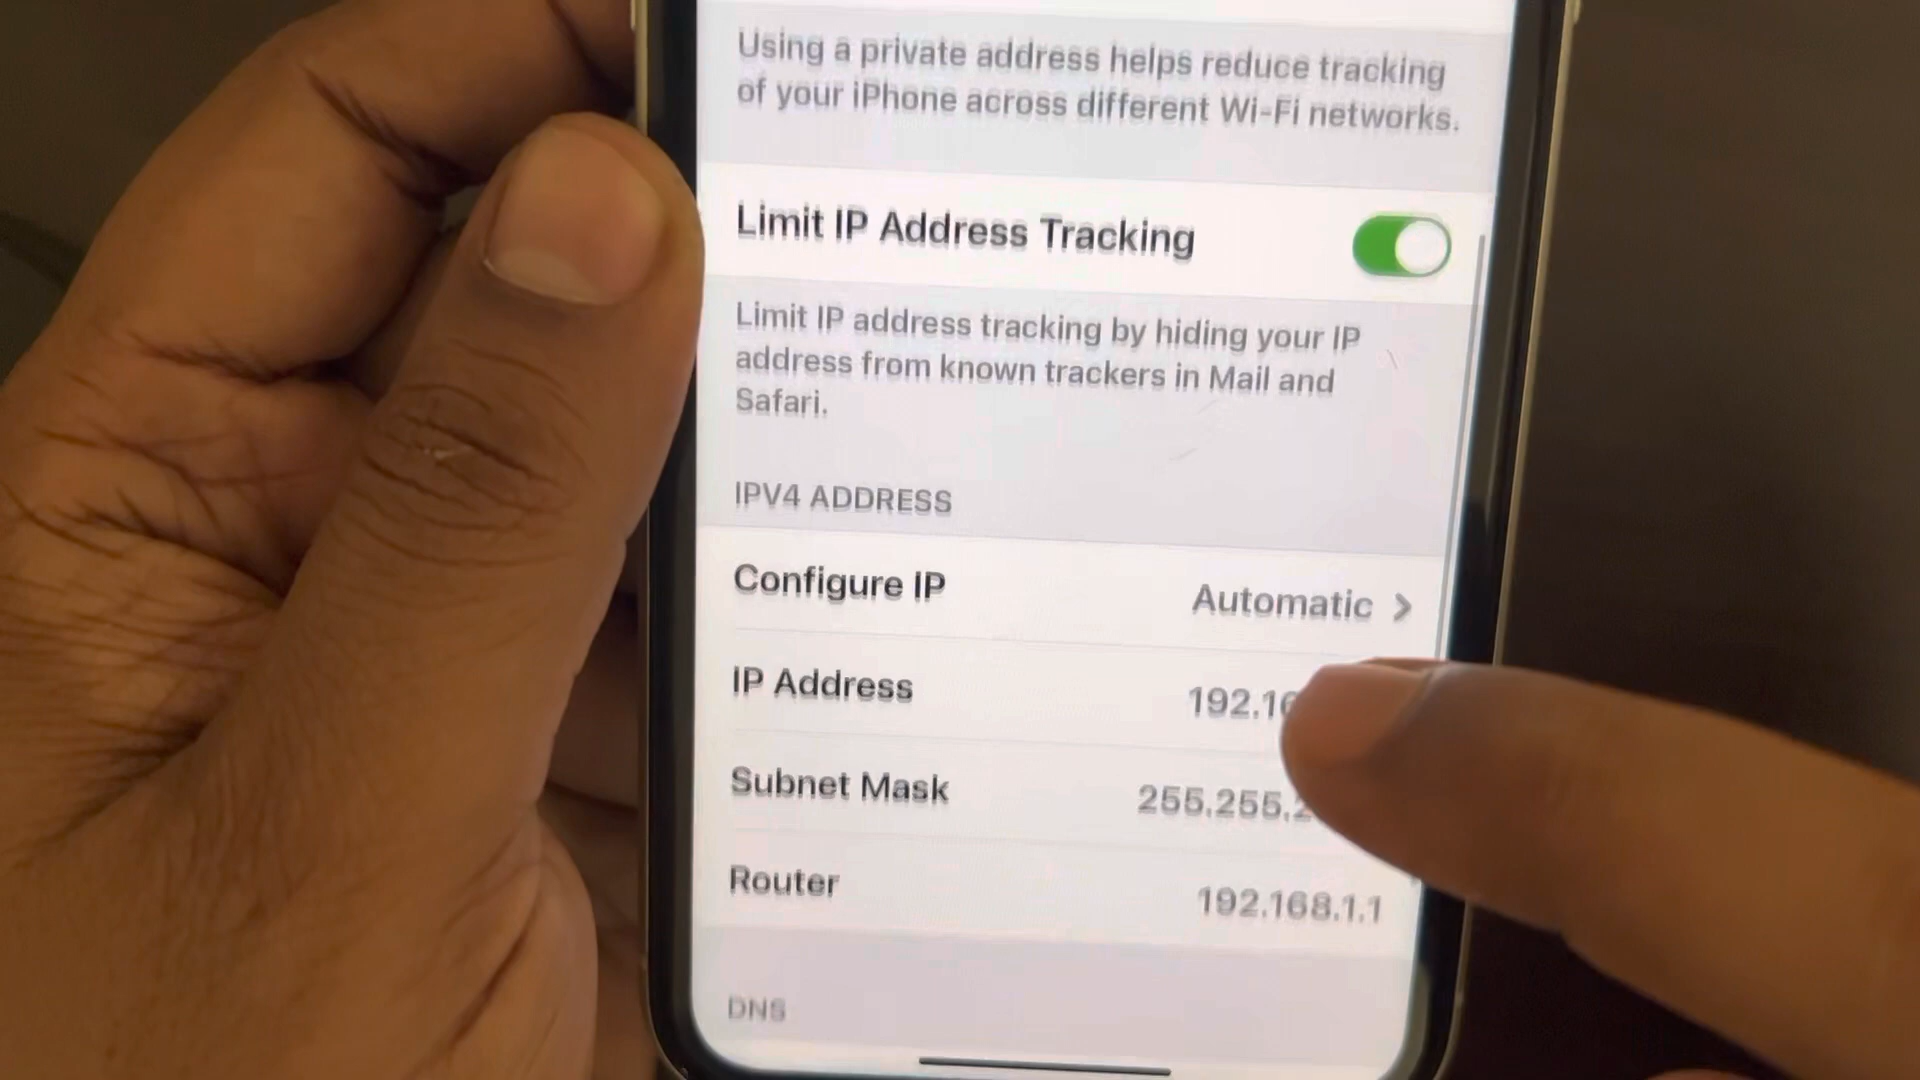 Using a private address helps reduce tracking
of your iPhone across different Wi-Fi networks.
Limit IP Address Tracking
Limit IP address tracking by hiding your IP
address from known trackers in Mail and
Safari.
IPV4 ADDRESS
Configure IP Automatic
IP Address 192.16
Subnet Mask 255.255.2
Router 192.168.1.1
DNS